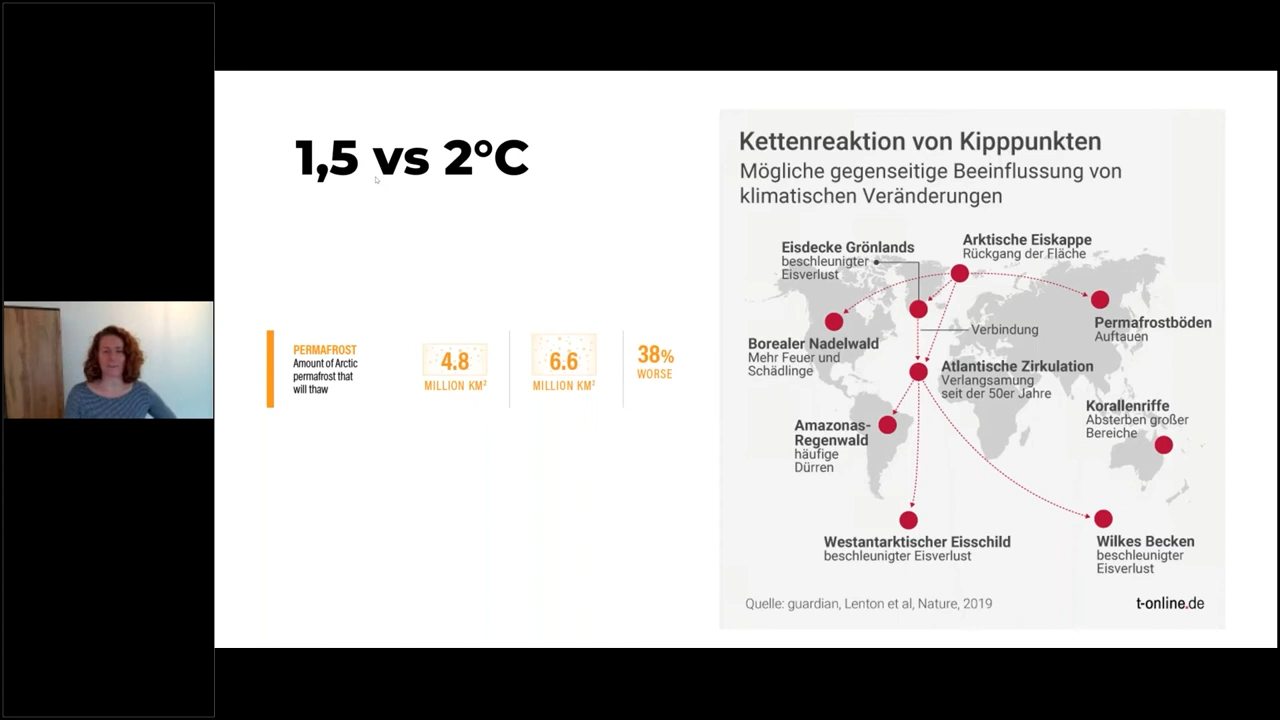 1,5 vs 2°C
PERMAFROST
Amount of Arctic
permafrost that
will thaw
4.8
MILLION KM²
6.6
MILLION KM²
38%
WORSE
Kettenreaktion von Kipppunkten
Mögliche gegenseitige Beeinflussung von
klimatischen Veränderungen
Eisdecke Grönlands
beschleunigter
Eisverlust
Arktische Eiskappe
Rückgang der Fläche
Borealer Nadelwald
Mehr Feuer und
Schädlinge
Verbindung
Permafrostböden
Auftauen
Atlantische Zirkulation
Verlangsamung
seit der 50er Jahre
Korallenriffe
Absterben großer
Bereiche
Amazonas-
Regenwald
häufige
Dürren
Westantarktischer Eisschild
beschleunigter Eisverlust
Wilkes Becken
beschleunigter
Eisverlust
Quelle: guardian, Lenton et al, Nature, 2019
t-online.de